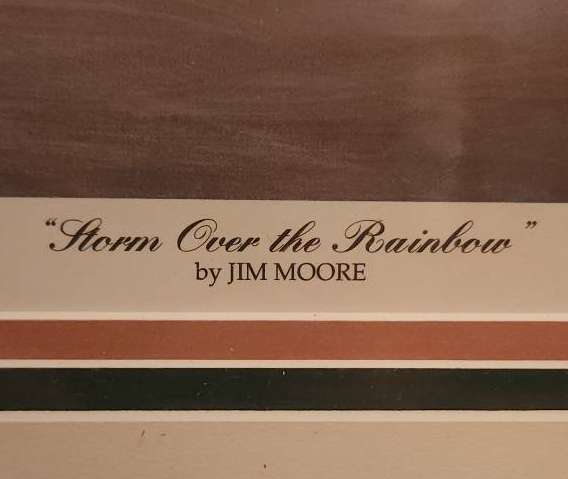 “Storm Over the Rainbow”
by JIM MOORE